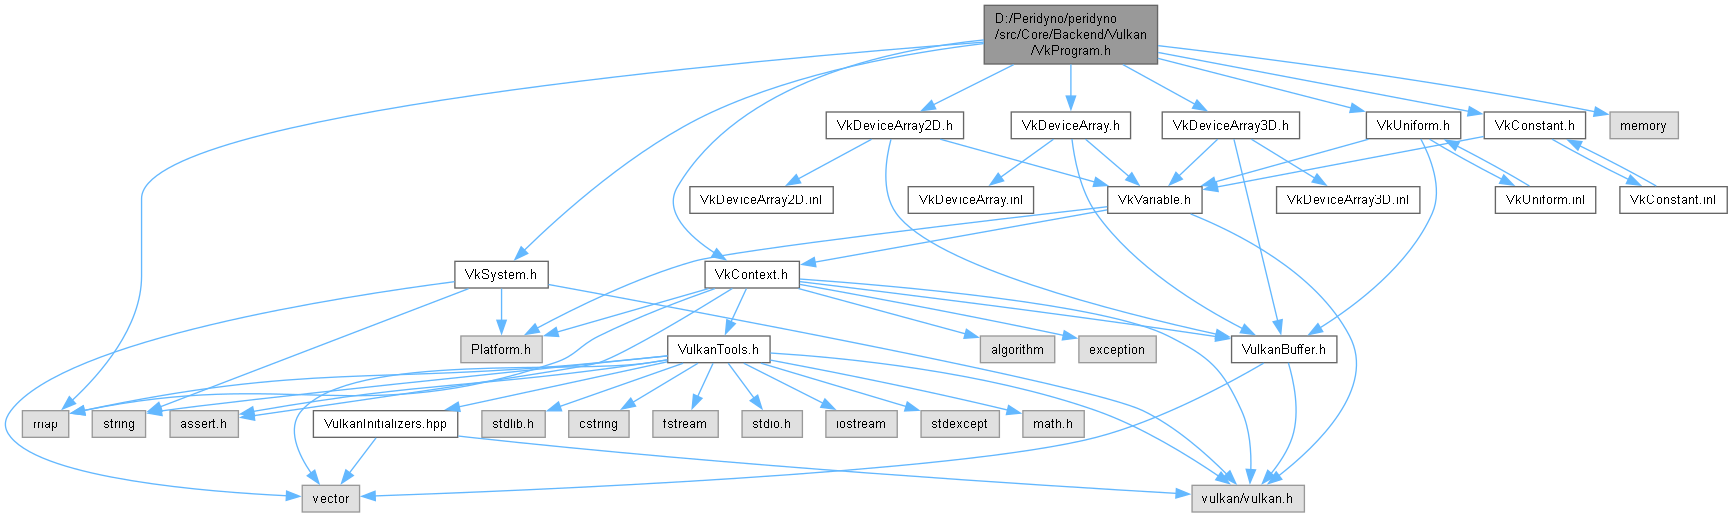 D:/Peridyno/peridyno
/src/Core/Backend/Vulkan
/VkProgram.h
VkDeviceArray2D.h
VkDeviceArray.h
VkDeviceArray3D.h
VkUniform.h
VkConstant.h
memory
VkDeviceArray2D.inl
VkDeviceArray.inl
VkVariable.h
VkDeviceArray3D.inl
VkUniform.inl
VkConstant.inl
VkSystem.h
VkContext.h
Platform.h
VulkanTools.h
algorithm
exception
VulkanBuffer.h
map
string
assert.h
VulkanInitializers.hpp
stdlib.h
cstring
fstream
stdio.h
iostream
stdexcept
math.h
vector
vulkan/vulkan.h